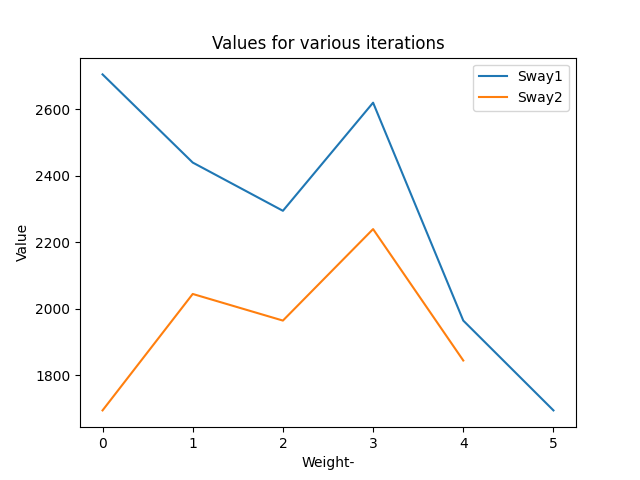 Values for various iterations
Sway1
Sway2
Value
2600
2400
2200
2000
1800
0 1 2 3 4 5
Weight-